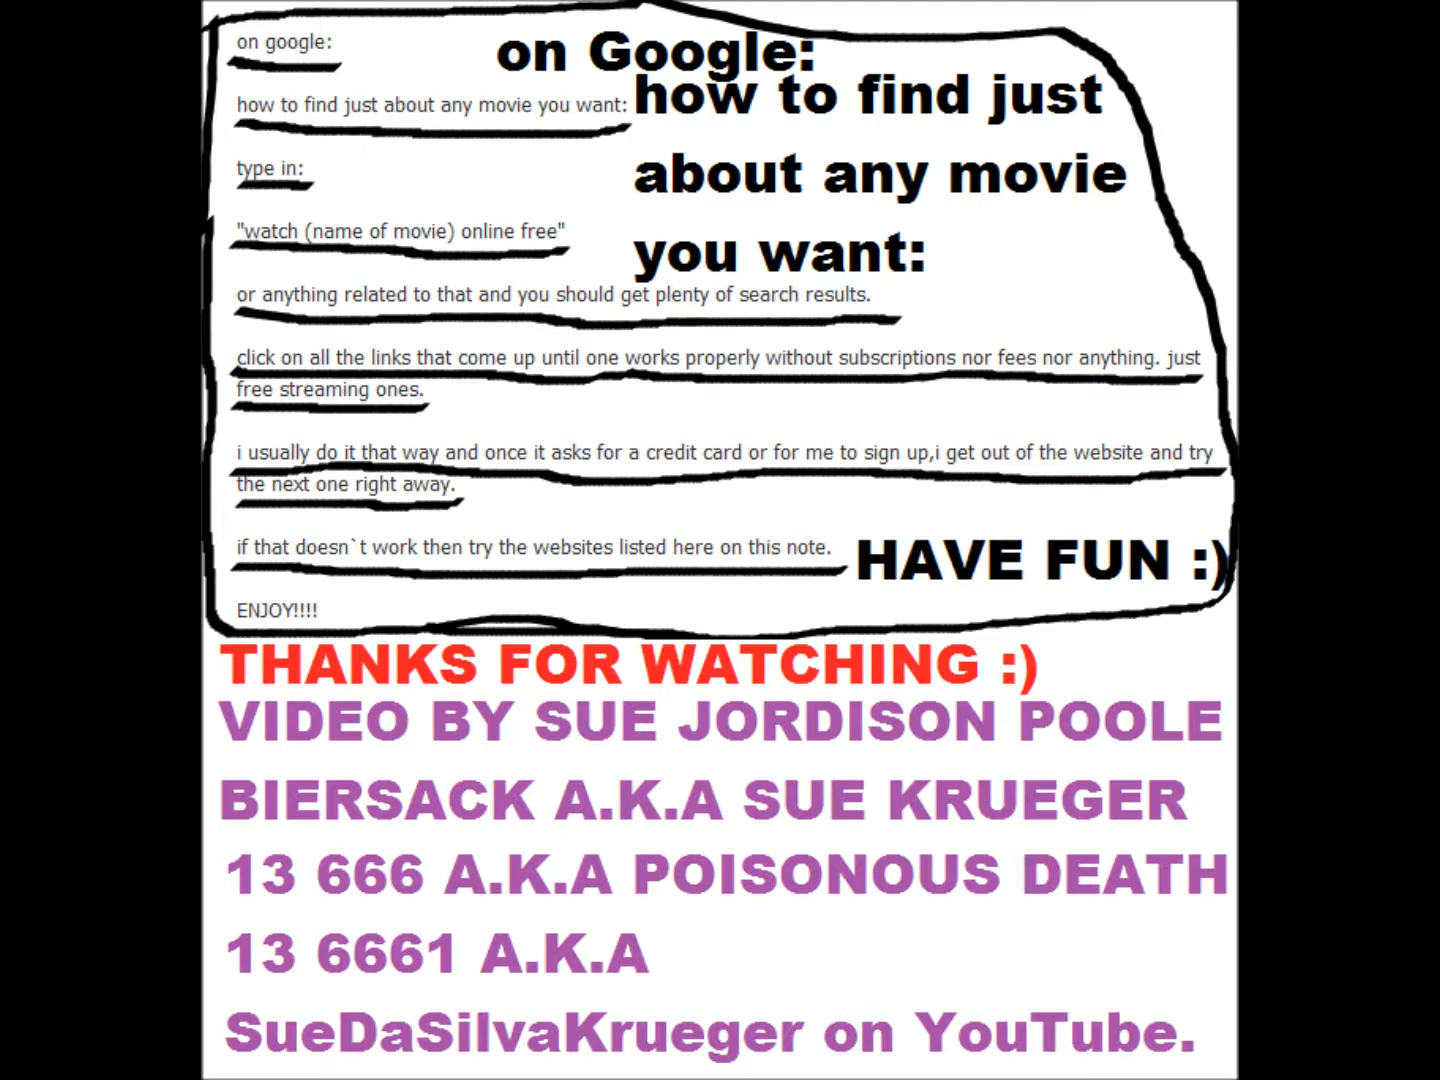 on google:
on Google:
how to find just about any movie you want:
how to find just
about any movie
you want:
type in:
"watch (name of movie) online free"
or anything related to that and you should get plenty of search results.
click on all the links that come up until one works properly without subscriptions nor fees nor anything. just
free streaming ones.
i usually do it that way and once it asks for a credit card or for me to sign up,i get out of the website and try
the next one right away.
if that doesn`t work then try the websites listed here on this note.
HAVE FUN :)
ENJOY!!!!
THANKS FOR WATCHING :)
VIDEO BY SUE JORDISON POOLE
BIERSACK A.K.A SUE KRUEGER
13 666 A.K.A POISONOUS DEATH
13 6661 A.K.A
SueDaSilvaKrueger on YouTube.